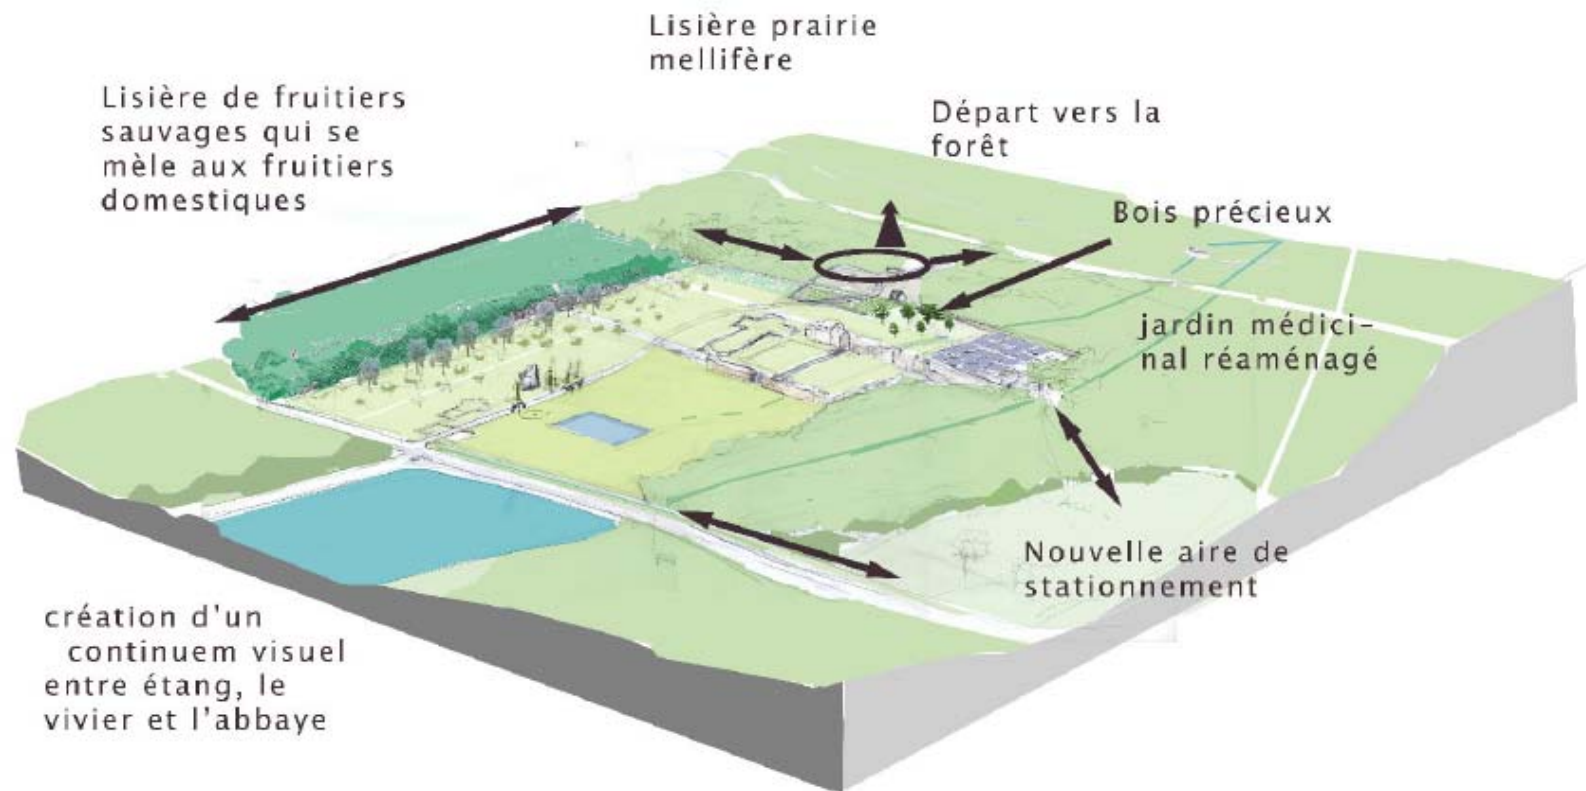 Lisière prairie
mellifère
Lisière de fruitiers
sauvages qui se
mèle aux fruitiers
domestiques
Départ vers la
forêt
Bois précieux
jardin médici-
nal réaménagé
Nouvelle aire de
stationnement
création d'un
continuem visuel
entre étang, le
vivier et l'abbaye